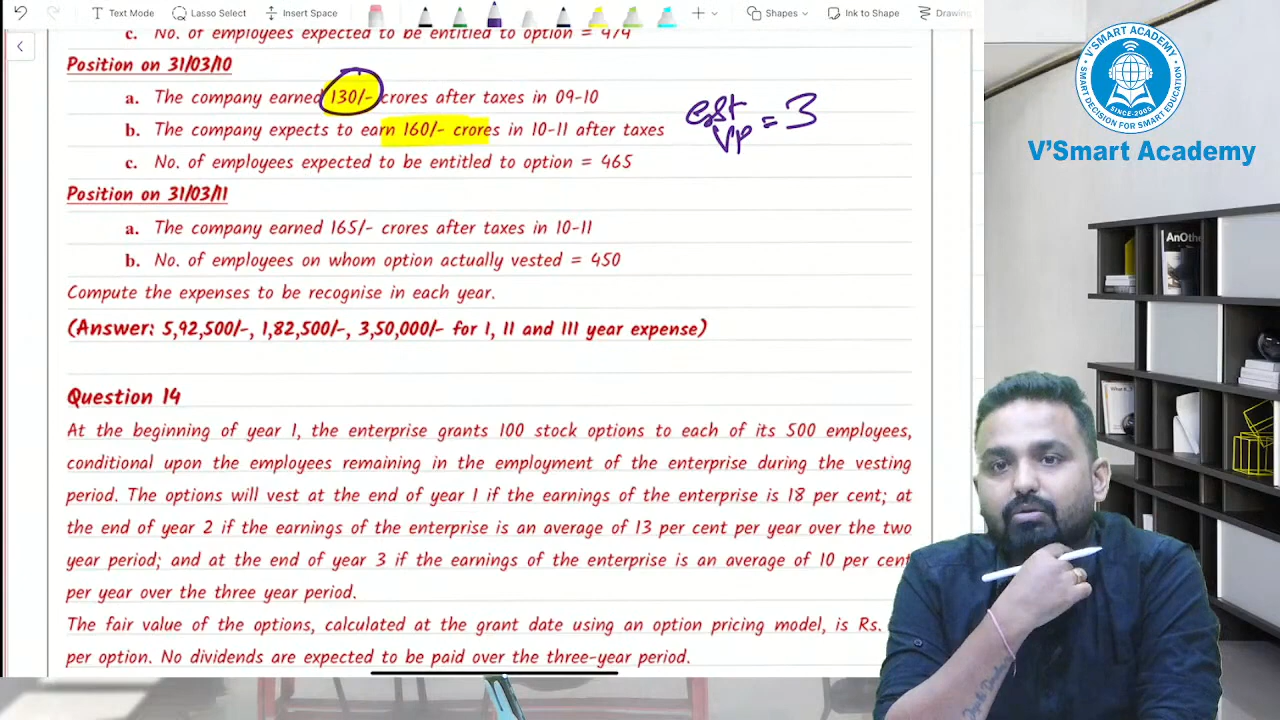 Text Mode
Lasso Select
Insert Space
Shapes
Ink to Shape
Drawing
c. No. of employees expected to be entitled to option = 474
Position on 31/03/10
a. The company earned 130/- crores after taxes in 09-10
b. The company expects to earn 160/- crores in 10-11 after taxes
c. No. of employees expected to be entitled to option = 465
est
VP = 3
Position on 31/03/11
a. The company earned 165/- crores after taxes in 10-11
b. No. of employees on whom option actually vested = 450
Compute the expenses to be recognise in each year.
(Answer: 5,92,500/-, 1,82,500/-, 3,50,000/- for I, II and III year expense)
Question 14
At the beginning of year 1, the enterprise grants 100 stock options to each of its 500 employees,
conditional upon the employees remaining in the employment of the enterprise during the vesting
period. The options will vest at the end of year 1 if the earnings of the enterprise is 18 per cent; at
the end of year 2 if the earnings of the enterprise is an average of 13 per cent per year over the two
year period; and at the end of year 3 if the earnings of the enterprise is an average of 10 per cent
per year over the three year period.
The fair value of the options, calculated at the grant date using an option pricing model, is Rs.
per option. No dividends are expected to be paid over the three-year period.
V'SMART ACADEMY
SINCE-2005
SMART DECISION FOR SMART EDUCATION
V'Smart Academy